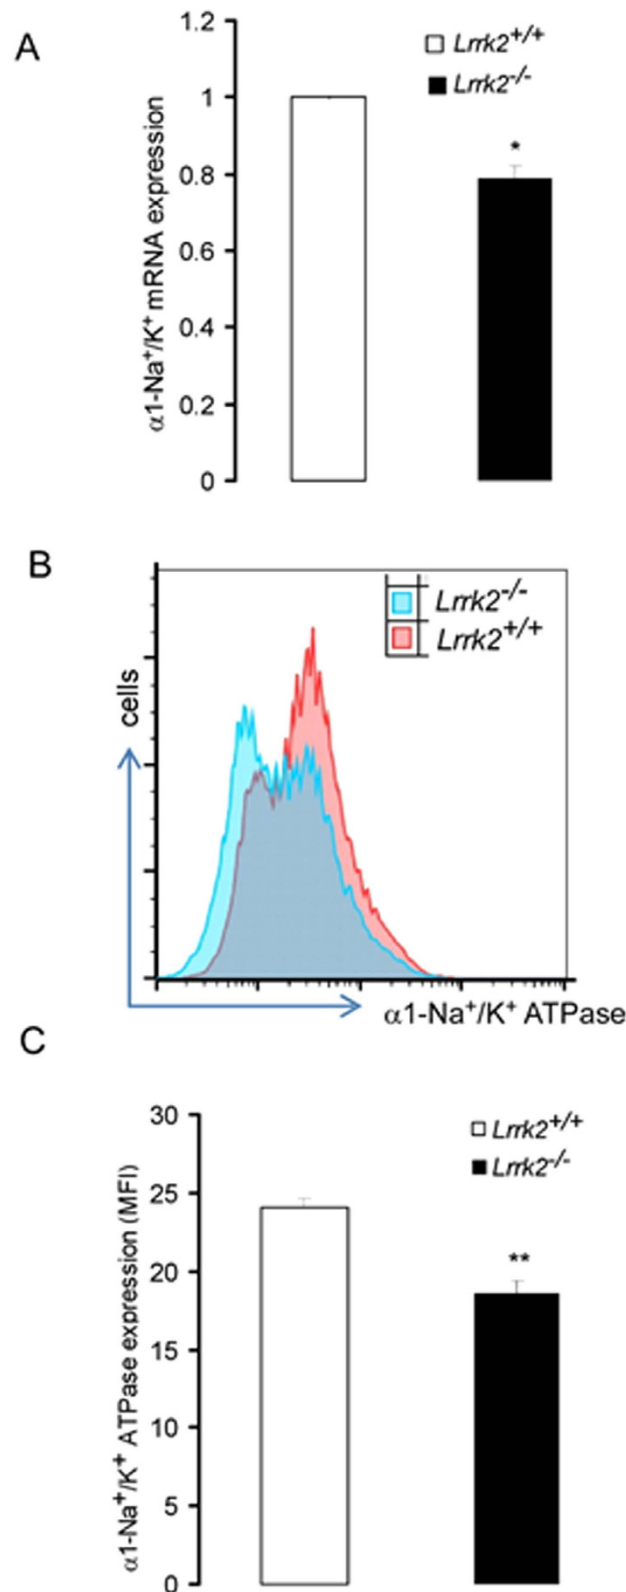 A
1.2
1
0.8
0.6
0.4
0.2
0
α1-Na⁺/K⁺ mRNA expression
Lrrk2⁺/⁺
Lrrk2⁻/⁻
*
B
cells
Lrrk2⁻/⁻
Lrrk2⁺/⁺
α1-Na⁺/K⁺ ATPase
C
30
25
20
15
10
5
0
α1-Na⁺/K⁺ ATPase expression (MFI)
Lrrk2⁺/⁺
Lrrk2⁻/⁻
**